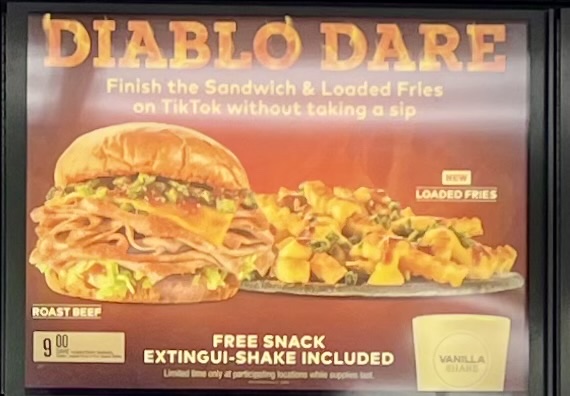 DIABLO DARE
Finish the Sandwich & Loaded Fries
on TikTok without taking a sip
NEW
LOADED FRIES
ROAST BEEF
9 00
FREE SNACK
EXTINGUI-SHAKE INCLUDED
VANILLA
SHAKE
Limited time only at participating locations while supplies last.